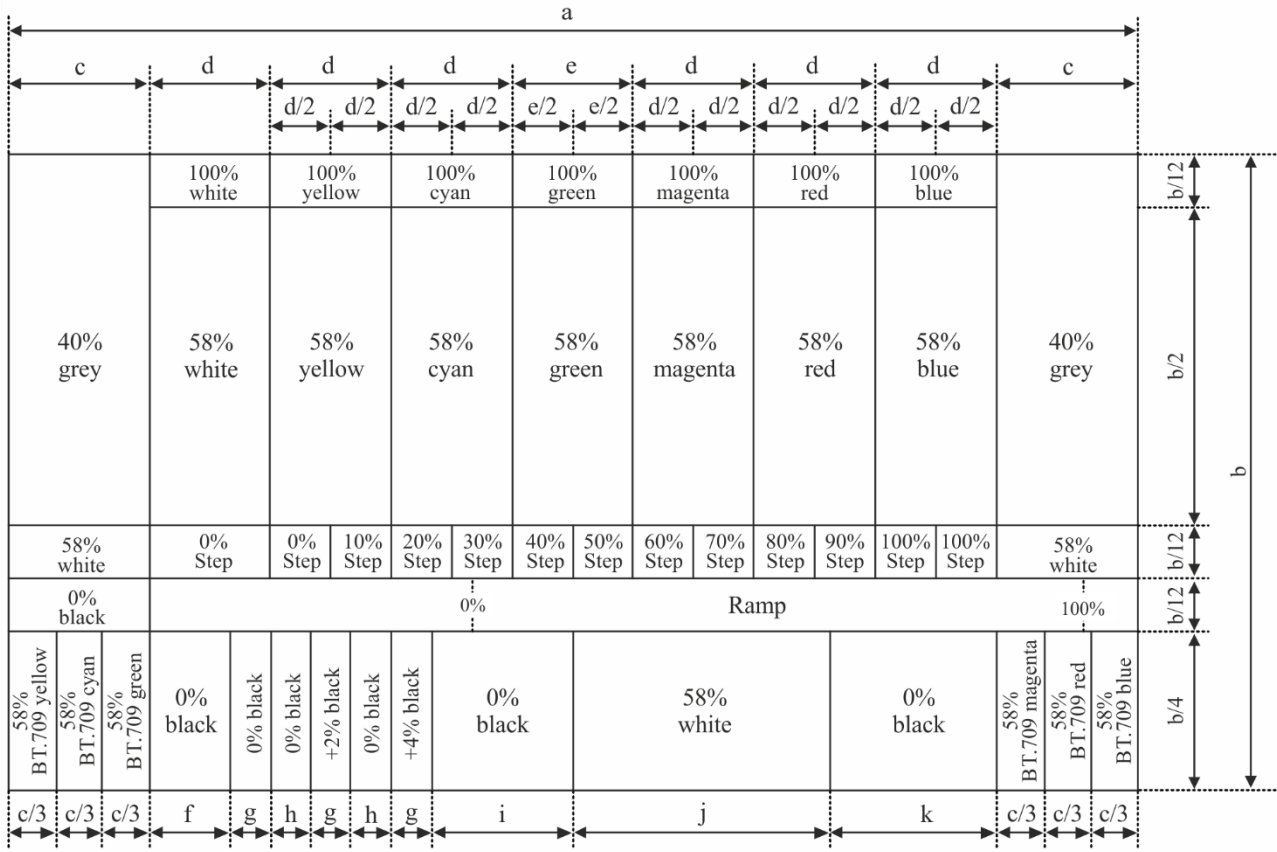 a
c d d d e d d d c
d/2 d/2 d/2 d/2 e/2 e/2 d/2 d/2 d/2 d/2 d/2 d/2
100% 100% 100% 100% 100% 100% 100%
white yellow cyan green magenta red blue
b/12
40% 58% 58% 58% 58% 58% 58% 58% 40%
grey white yellow cyan green magenta red blue grey
b/2
b
58% 0% 0% 10% 20% 30% 40% 50% 60% 70% 80% 90% 100% 100% 58%
white Step Step Step Step Step Step Step Step Step Step Step Step Step white
b/12
0%
black
0% Ramp 100%
b/12
58%
BT.709 yellow
58%
BT.709 cyan
58%
BT.709 green
0%
black
0% black
0% black
+2% black
0% black
+4% black
0%
black
58%
white
0%
black
58%
BT.709 magenta
58%
BT.709 red
58%
BT.709 blue
b/4
c/3 c/3 c/3 f g h g h g i j k c/3 c/3 c/3